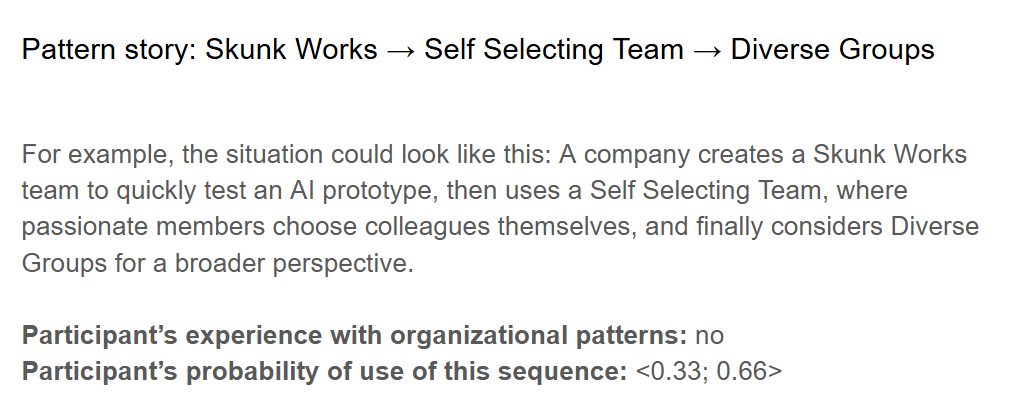 Pattern story: Skunk Works → Self Selecting Team → Diverse Groups
For example, the situation could look like this: A company creates a Skunk Works
team to quickly test an AI prototype, then uses a Self Selecting Team, where
passionate members choose colleagues themselves, and finally considers Diverse
Groups for a broader perspective.
Participant’s experience with organizational patterns: no
Participant’s probability of use of this sequence: <0.33; 0.66>